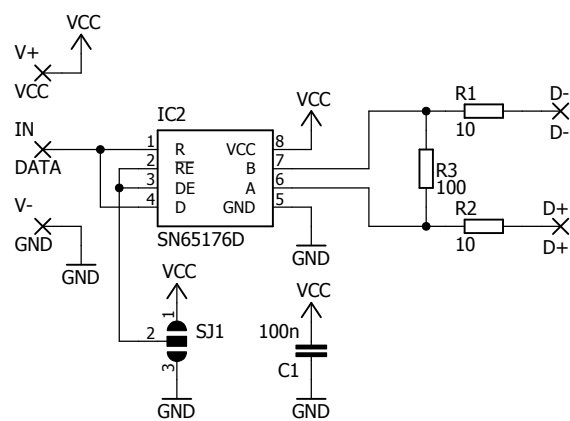 VCC
V+
VCC
IN
DATA
V-
GND
GND
IC2
1 R VCC 8
2 RE B 7
3 DE A 6
4 D GND 5
SN65176D
VCC
GND
R1
10
R3
100
R2
10
D-
D-
D+
D+
VCC
1
2
3
SJ1
GND
VCC
100n
C1
GND